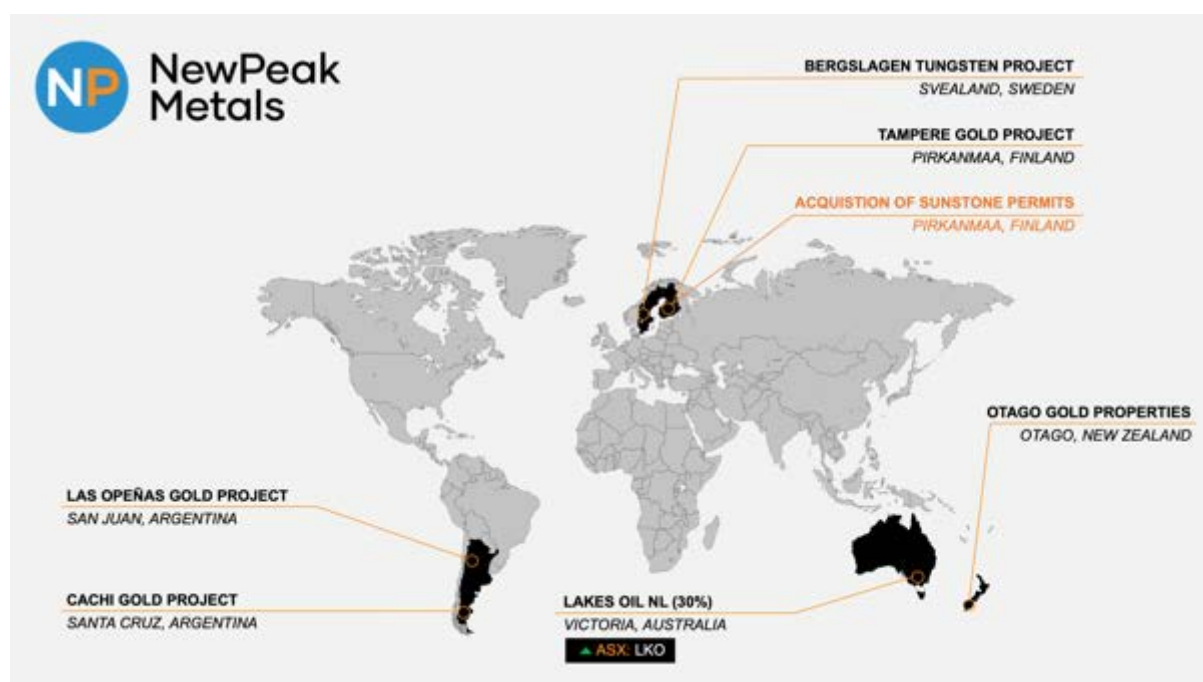 NP
NewPeak
Metals
BERGSLAGEN TUNGSTEN PROJECT
SVEALAND, SWEDEN
TAMPERE GOLD PROJECT
PIRKANMAA, FINLAND
ACQUISTION OF SUNSTONE PERMITS
PIRKANMAA, FINLAND
OTAGO GOLD PROPERTIES
OTAGO, NEW ZEALAND
LAS OPEÑAS GOLD PROJECT
SAN JUAN, ARGENTINA
CACHI GOLD PROJECT
SANTA CRUZ, ARGENTINA
LAKES OIL NL (30%)
VICTORIA, AUSTRALIA
ASX: LKO